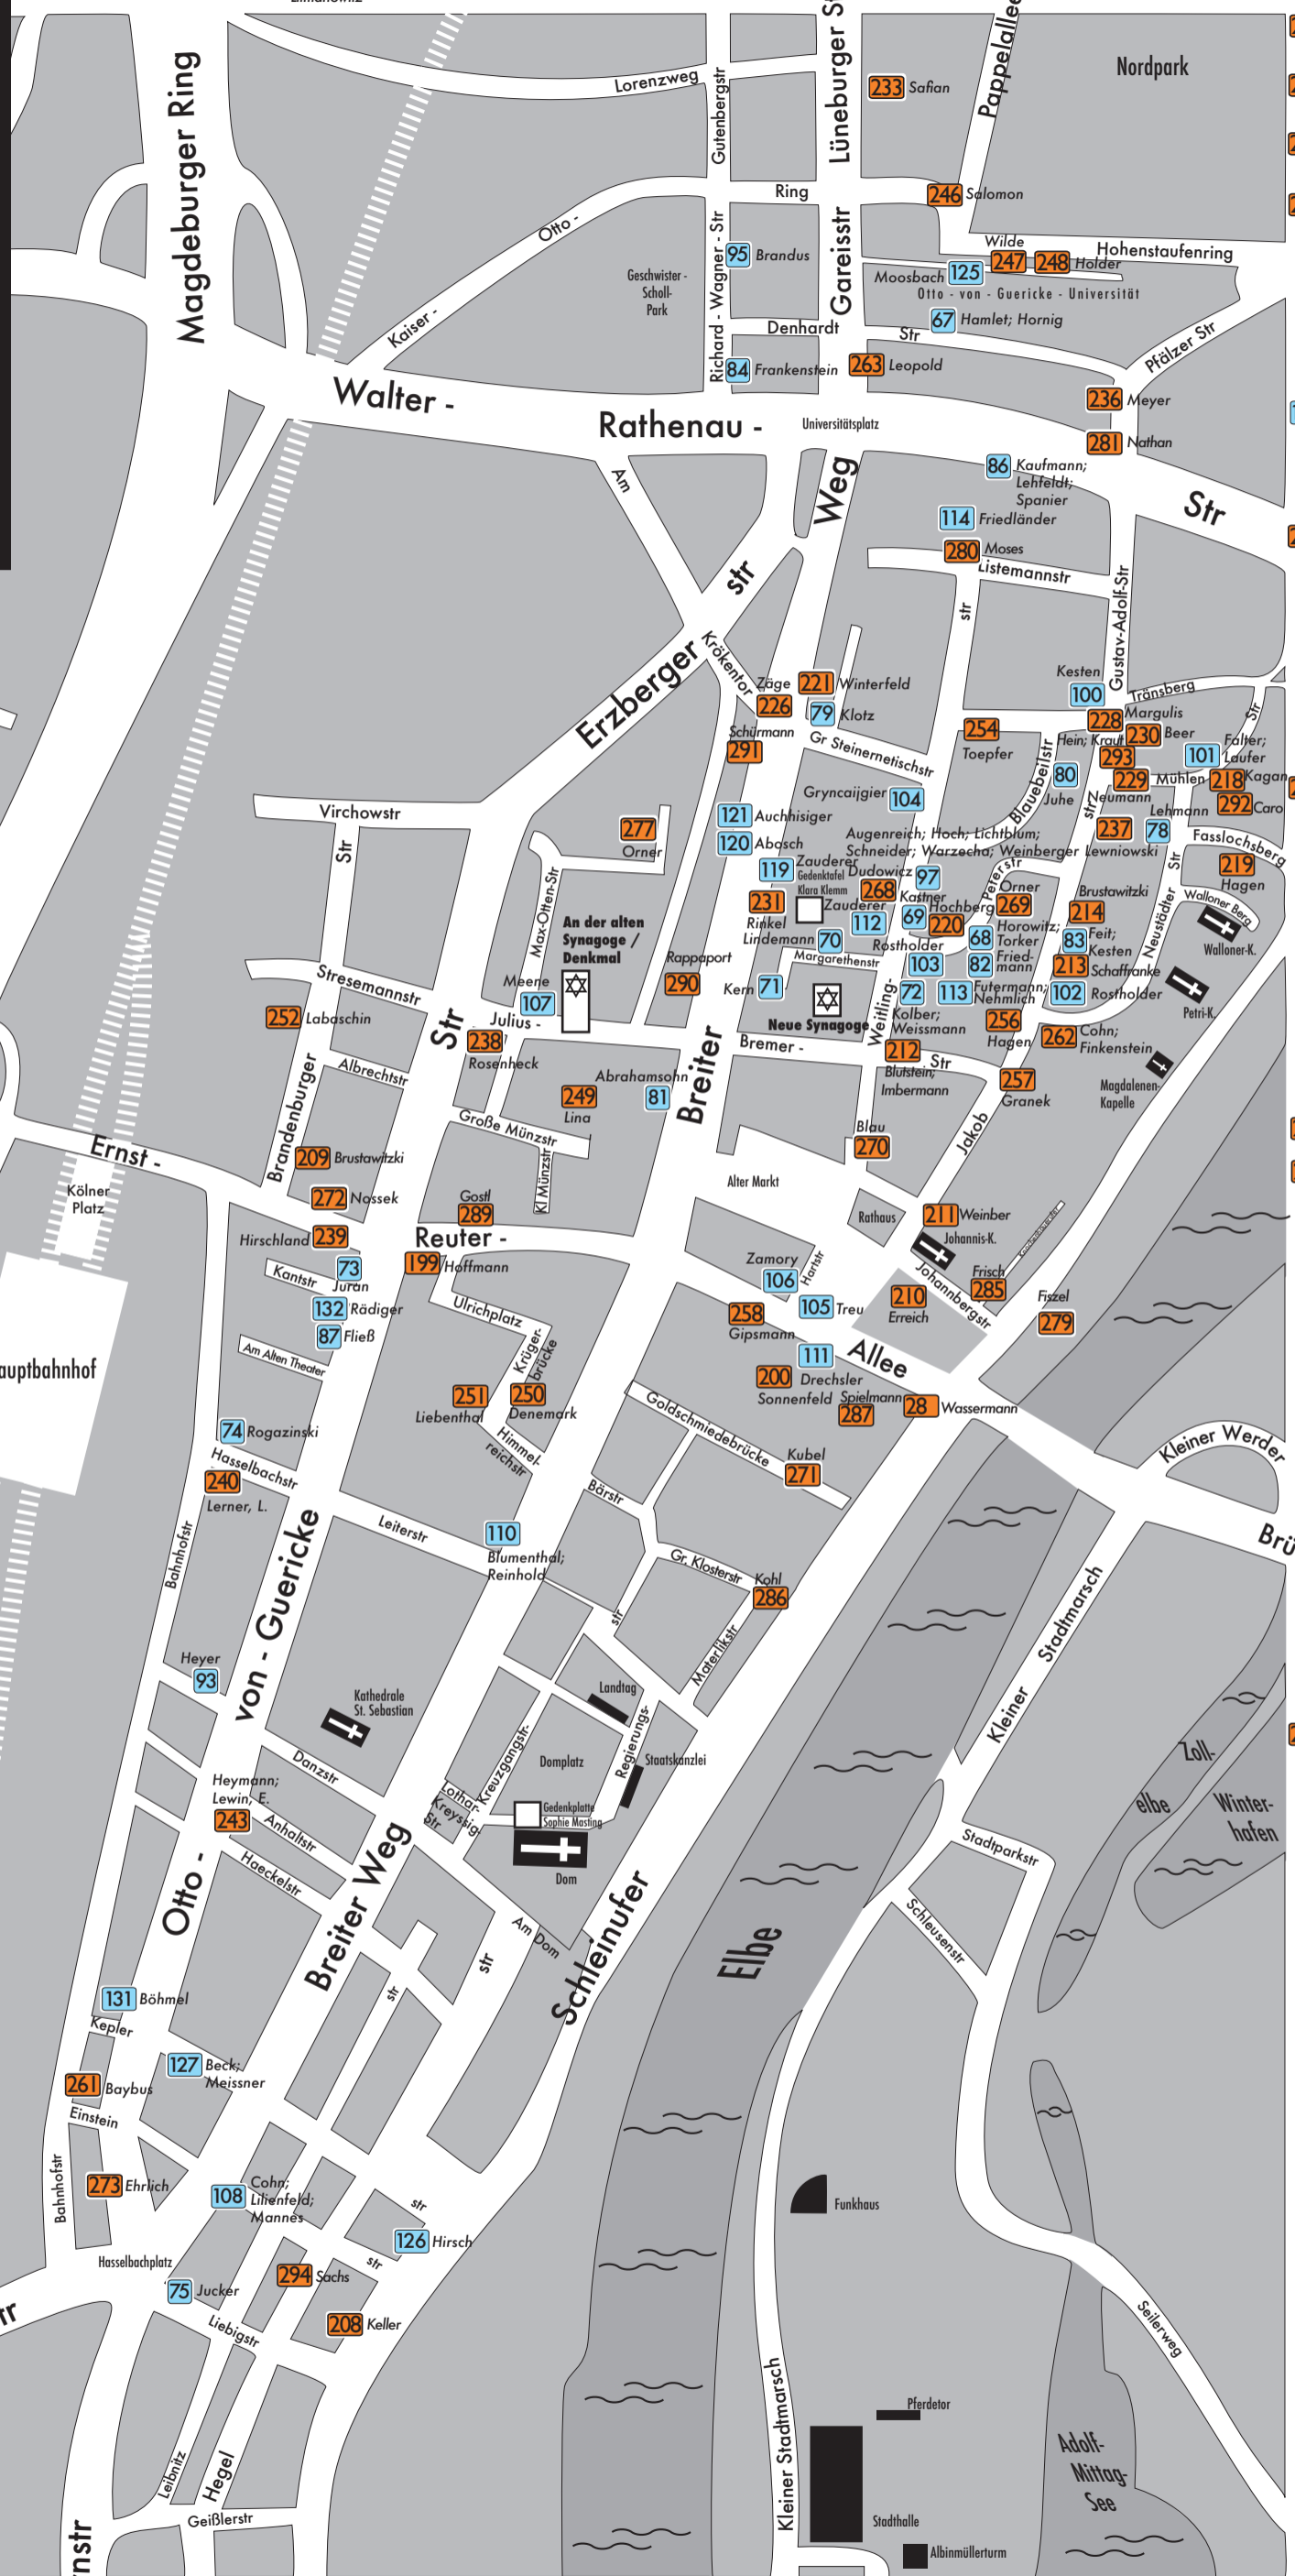 Magdeburger Ring
Lorenzweg
Gutenbergstr
Lüneburger S
Pappelallee
Nordpark
233 Safian
Ring
246 Salomon
Otto -
Kaiser -
Richard - Wagner - Str
95 Brandus
Gareisstr
Wilde
247 248 Holder
Hohenstaufenring
Moosbach 125
Otto - von - Guericke - Universität
Geschwister -
Scholl-
Park
67 Hamlet; Hornig
Denhardt
Str
Pfälzer Str
84 Frankenstein
263 Leopold
236 Meyer
Walter -
Rathenau -
Universitätsplatz
281 Nathan
Str
Am
Weg
86 Kaufmann;
Lehfeldt;
Spanier
114 Friedländer
280 Moses
Listemannstr
str
Gustav-Adolf-Str
str
Erzberger
Krökentor
Zäge
226
221 Winterfeld
79 Klotz
Kesten
100
Tränsberg
Str
228 Margulis
230 Beer
Schürmann
291
Gr Steinernetischstr
254
Toepfer
Hein; Kraut
293
101 Falter;
Laufer
Blauebeilstr
80
Juhe
229
Neumann
Mühlen
218 Kagan
292 Caro
Gryncaijgier 104
str
Lehmann
78
Virchowstr
Str
277
Orner
121 Auchhisiger
120 Abosch
Augenreich; Hoch; Lichtblum;
Schneider; Warzecha; Weinberger
237
Lewniowski
Fasslochsberg
219
Hagen
119 Zauderer
Gedenktafel
Klara Klemm
Dudowicz 97
268
Peterstr
Str
Max-Otten-Str
231
Rinkel
Zauderer
112
Kastner
69
Hochberg
220
Orner
269
Brustawitzki
214
Neustädter
Walloner Berg
Walloner-K.
An der alten
Synagoge /
Denkmal
Lindemann 70
Rostholder
103
68 Horowitz;
Torker
83 Feit;
Kesten
Margarethenstr
82 Fried-
mann
213 Schaffranke
Rappaport
290
Kern 71
Stresemannstr
Meene
107
72
Kolber;
Weissmann
113 Futermann;
Nehmlich
102 Rostholder
Petri-K.
Neue Synagoge
Weitling-
252 Labaschin
Str
Julius -
238
Rosenheck
Bremer -
Str
212
Blutstein;
Imbermann
256
Hagen
262 Cohn;
Finkenstein
257
Granek
Magdalenen-
Kapelle
Albrechtstr
Brandenburger
Abrahamsohn
81
249
Lina
Breiter
Große Münzstr
Kl Münzstr
Blau
270
Jakob
Ernst -
Kölner
Platz
209 Brustawitzki
272 Nossek
Alter Markt
Gostl
289
Rathaus
211 Weinber
Johannis-K.
Hirschland 239
Reuter -
199 Hoffmann
73
Juran
Kantstr
Zamory
106
Hartstr
Johannbergstr
Frisch
285
210
Erreich
Fiszel
279
132 Rädiger
87 Fließ
Ulrichplatz
258
Gipsmann
105 Treu
Am Alten Theater
Krüger-
brücke
111
Drechsler
Allee
auptbahnhof
200
Sonnenfeld
Spielmann
287
28 Wassermann
251
Liebenthal
250
Denemark
Goldschmiedebrücke
74 Rogazinski
Hasselbachstr
Himmel-
reichstr
Kubel
271
Kleiner Werder
240
Lerner, L.
Bärstr
Brü
Leiterstr
110
Blumenthal;
Reinhold
Bahnhofstr
Gr. Klosterstr
Kohl
286
von - Guericke
str
Materlikstr
Stadtmarsch
Kleiner
Heyer
93
Kathedrale
St. Sebastian
Landtag
Regierungs-
Domplatz
Staatskanzlei
Kreuzgangstr-
Danzstr
Zoll-
elbe
Winter-
hafen
Heymann;
Lewin, E.
243
Lothar-
Kreyssig-
Str
Gedenkplatte
Sophie Mosting
Dom
Anhaltstr
Haeckelstr
Stadtparkstr
Otto -
Breiter Weg
Am Dom
Schleinufer
str
str
Elbe
Schleusenstr
131 Böhmel
Kepler
127 Beck;
Meissner
261 Baybus
Einstein
273 Ehrlich
Bahnhofstr
108 Cohn;
Lilienfeld;
Mannes
str
126 Hirsch
str
Funkhaus
Hasselbachplatz
75 Jucker
294 Sachs
208 Keller
Liebigstr
Seilerweg
Leibnitz
Hegel
Geißlerstr
Kleiner Stadtmarsch
Pferdetor
Stadthalle
Albinmüllerturm
Adolf-
Mittag-
See
nstr